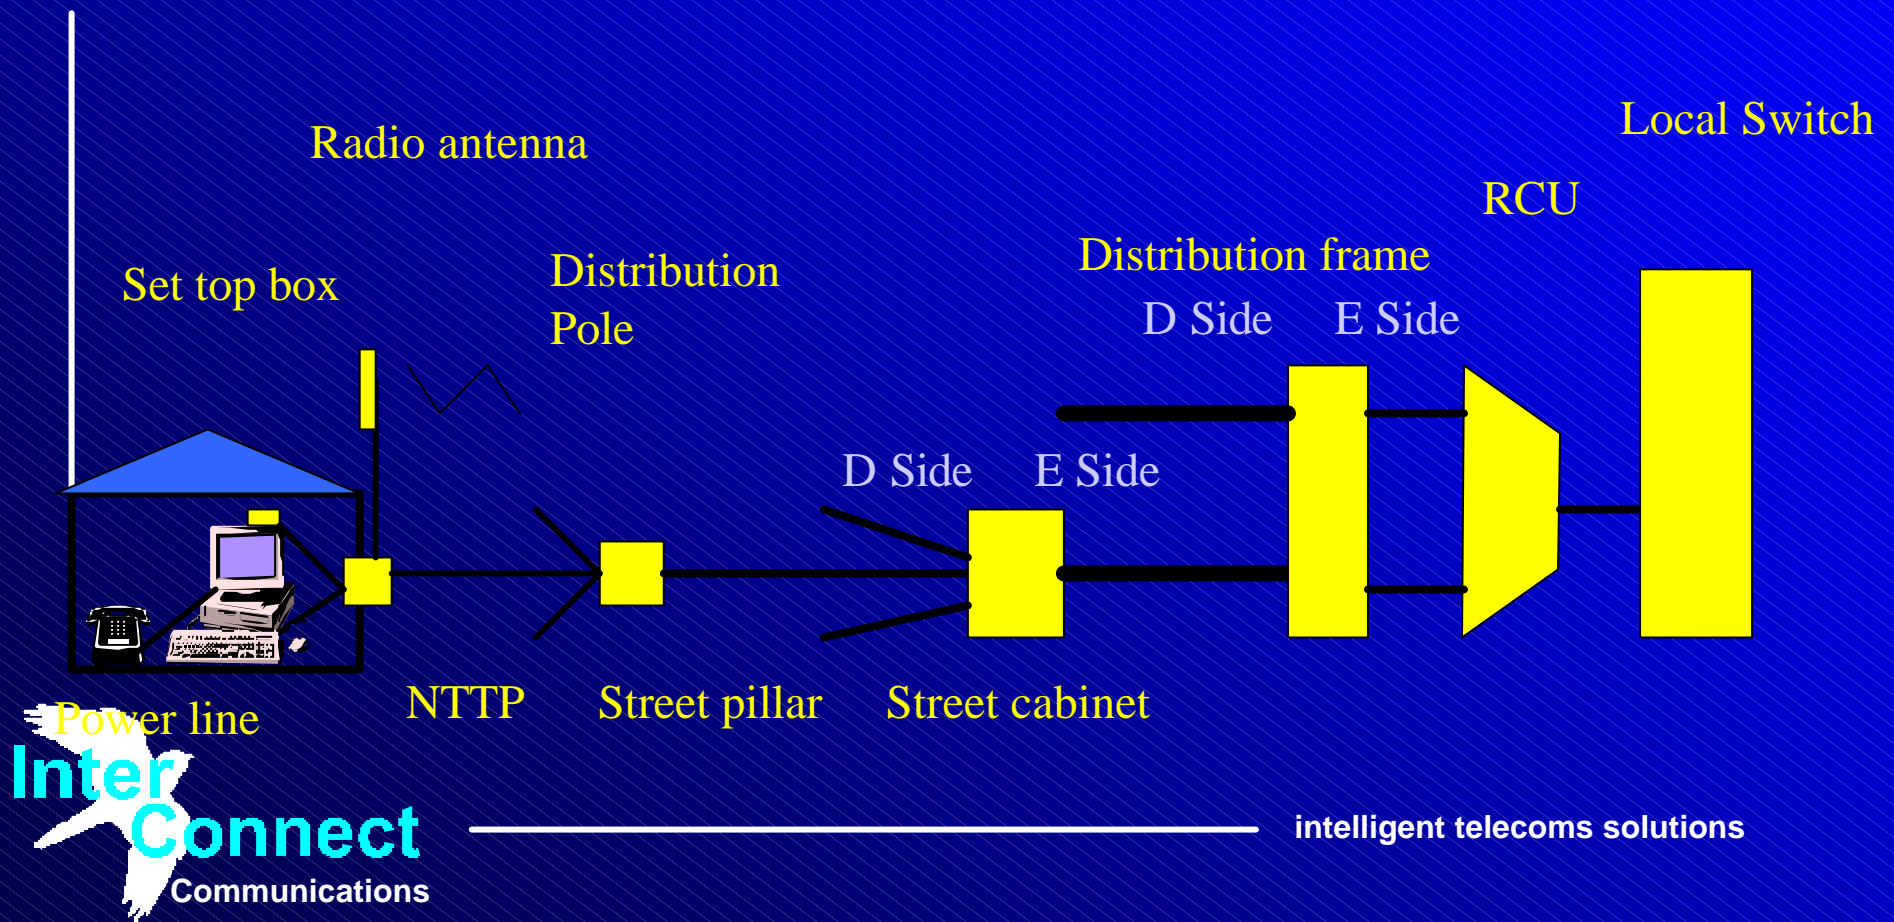 Local Switch
Radio antenna
RCU
Distribution frame
Distribution
Pole
Set top box
D Side E Side
D Side E Side
NTTP Street pillar Street cabinet
Power line
Inter
Connect
Communications
intelligent telecoms solutions